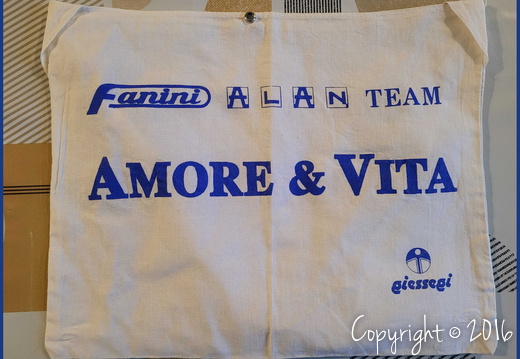 Fanini ALAN TEAM
AMORE & VITA
giessegi
Copyright © 2016